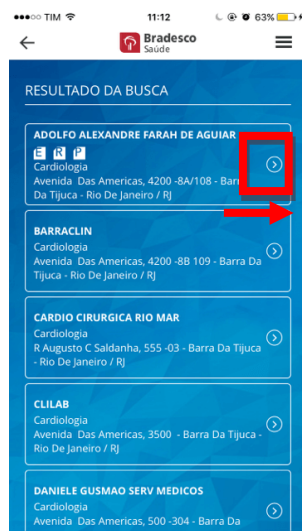 TIM 11:12 63%
Bradesco
Saúde
RESULTADO DA BUSCA
ADOLFO ALEXANDRE FARAH DE AGUIAR
E R P
Cardiologia
Avenida Das Americas, 4200 -8A/108 -
Da Tijuca - Rio De Janeiro / RJ
BARRACLIN
Cardiologia
Avenida Das Americas, 4200 -8B 109 - Barra Da
Tijuca - Rio De Janeiro / RJ
CARDIO CIRURGICA RIO MAR
Cardiologia
R Augusto C Saldanha, 555 -03 - Barra Da Tijuca
- Rio De Janeiro / RJ
CLILAB
Cardiologia
Avenida Das Americas, 3500 - Barra Da Tijuca -
Rio De Janeiro / RJ
DANIELE GUSMAO SERV MEDICOS
Cardiologia
Avenida Das Americas, 500 -304 - Barra Da